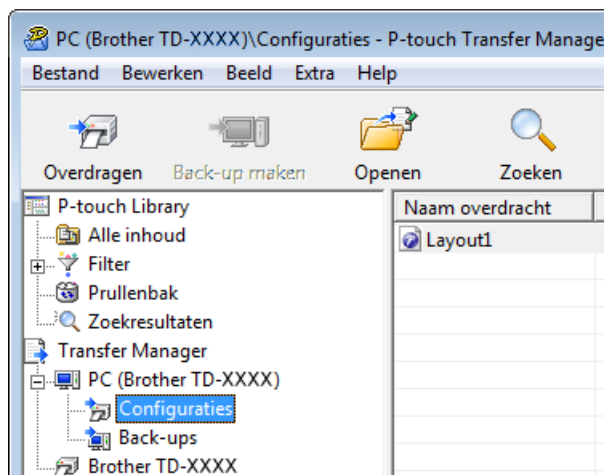 PC (Brother TD-XXXX)\Configuraties - P-touch Transfer Manage
Bestand Bewerken Beeld Extra Help
Overdragen Back-up maken Openen Zoeken
P-touch Library
Alle inhoud
Filter
Prullenbak
Zoekresultaten
Transfer Manager
PC (Brother TD-XXXX)
Configuraties
Back-ups
Brother TD-XXXX
Naam overdracht
Layout1